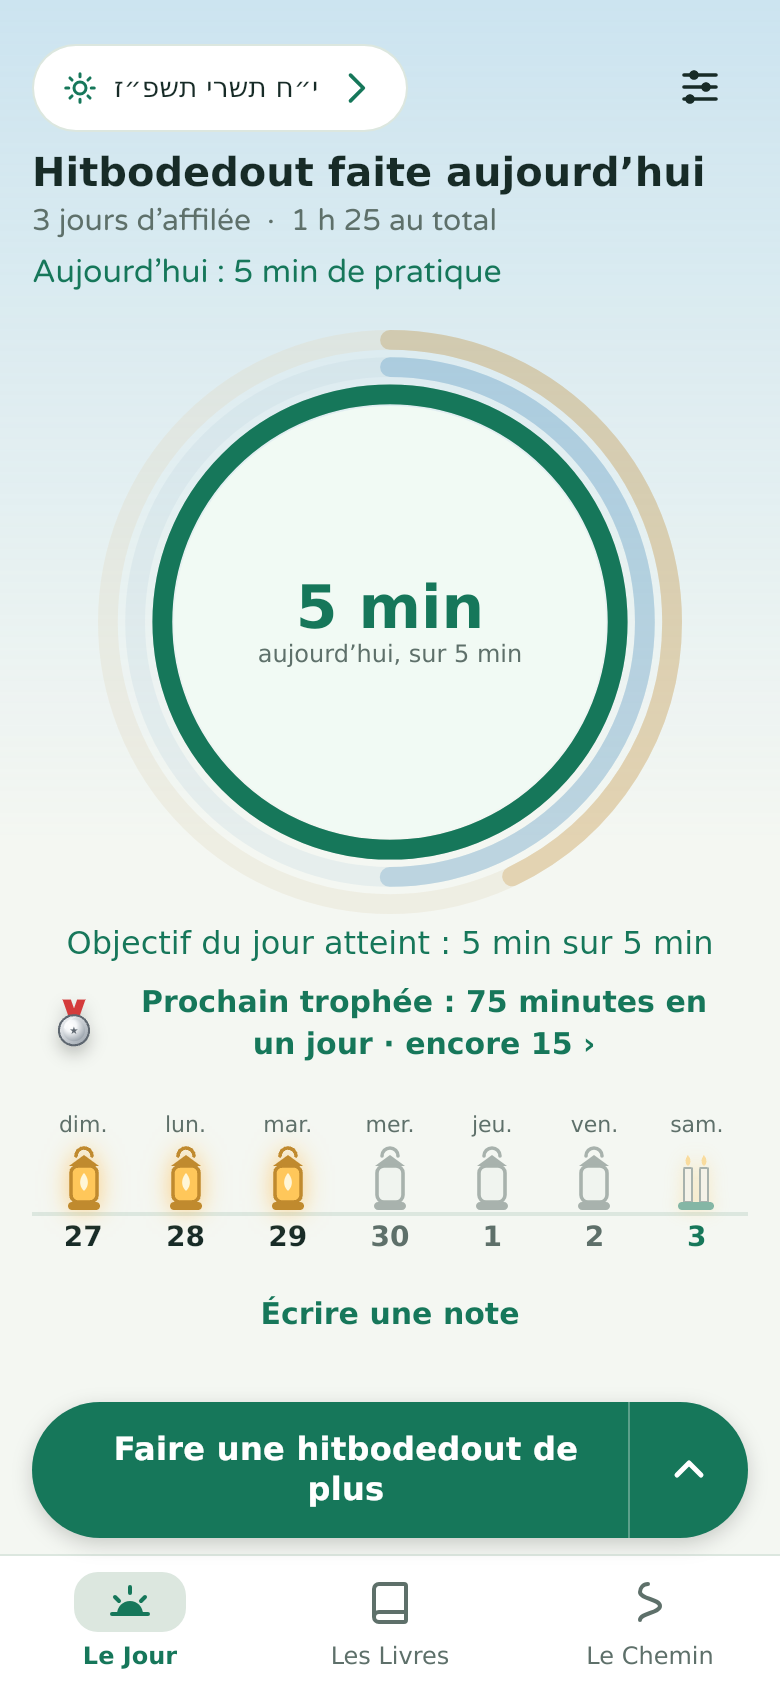 י״ח תשרי תשפ״ז
Hitbodedout faite aujourd’hui
3 jours d’affilée · 1 h 25 au total
Aujourd’hui : 5 min de pratique
5 min
aujourd’hui, sur 5 min
Objectif du jour atteint : 5 min sur 5 min
Prochain trophée : 75 minutes en
un jour · encore 15 ›
dim. lun. mar. mer. jeu. ven. sam.
27 28 29 30 1 2 3
Écrire une note
Faire une hitbodedout de
plus
Le Jour Les Livres Le Chemin